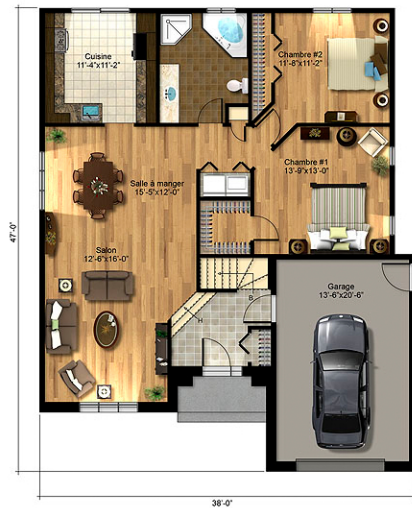 Cuisine
11'-4"x11'-2"
Chambre #2
11'-8"x11'-2"
Chambre #1
13'-9"x13'-0"
Salle à manger
15'-5"x12'-0"
Salon
12'-6"x16'-0"
Garage
13'-6"x20'-6"
B
H
47'-0"
38'-0"